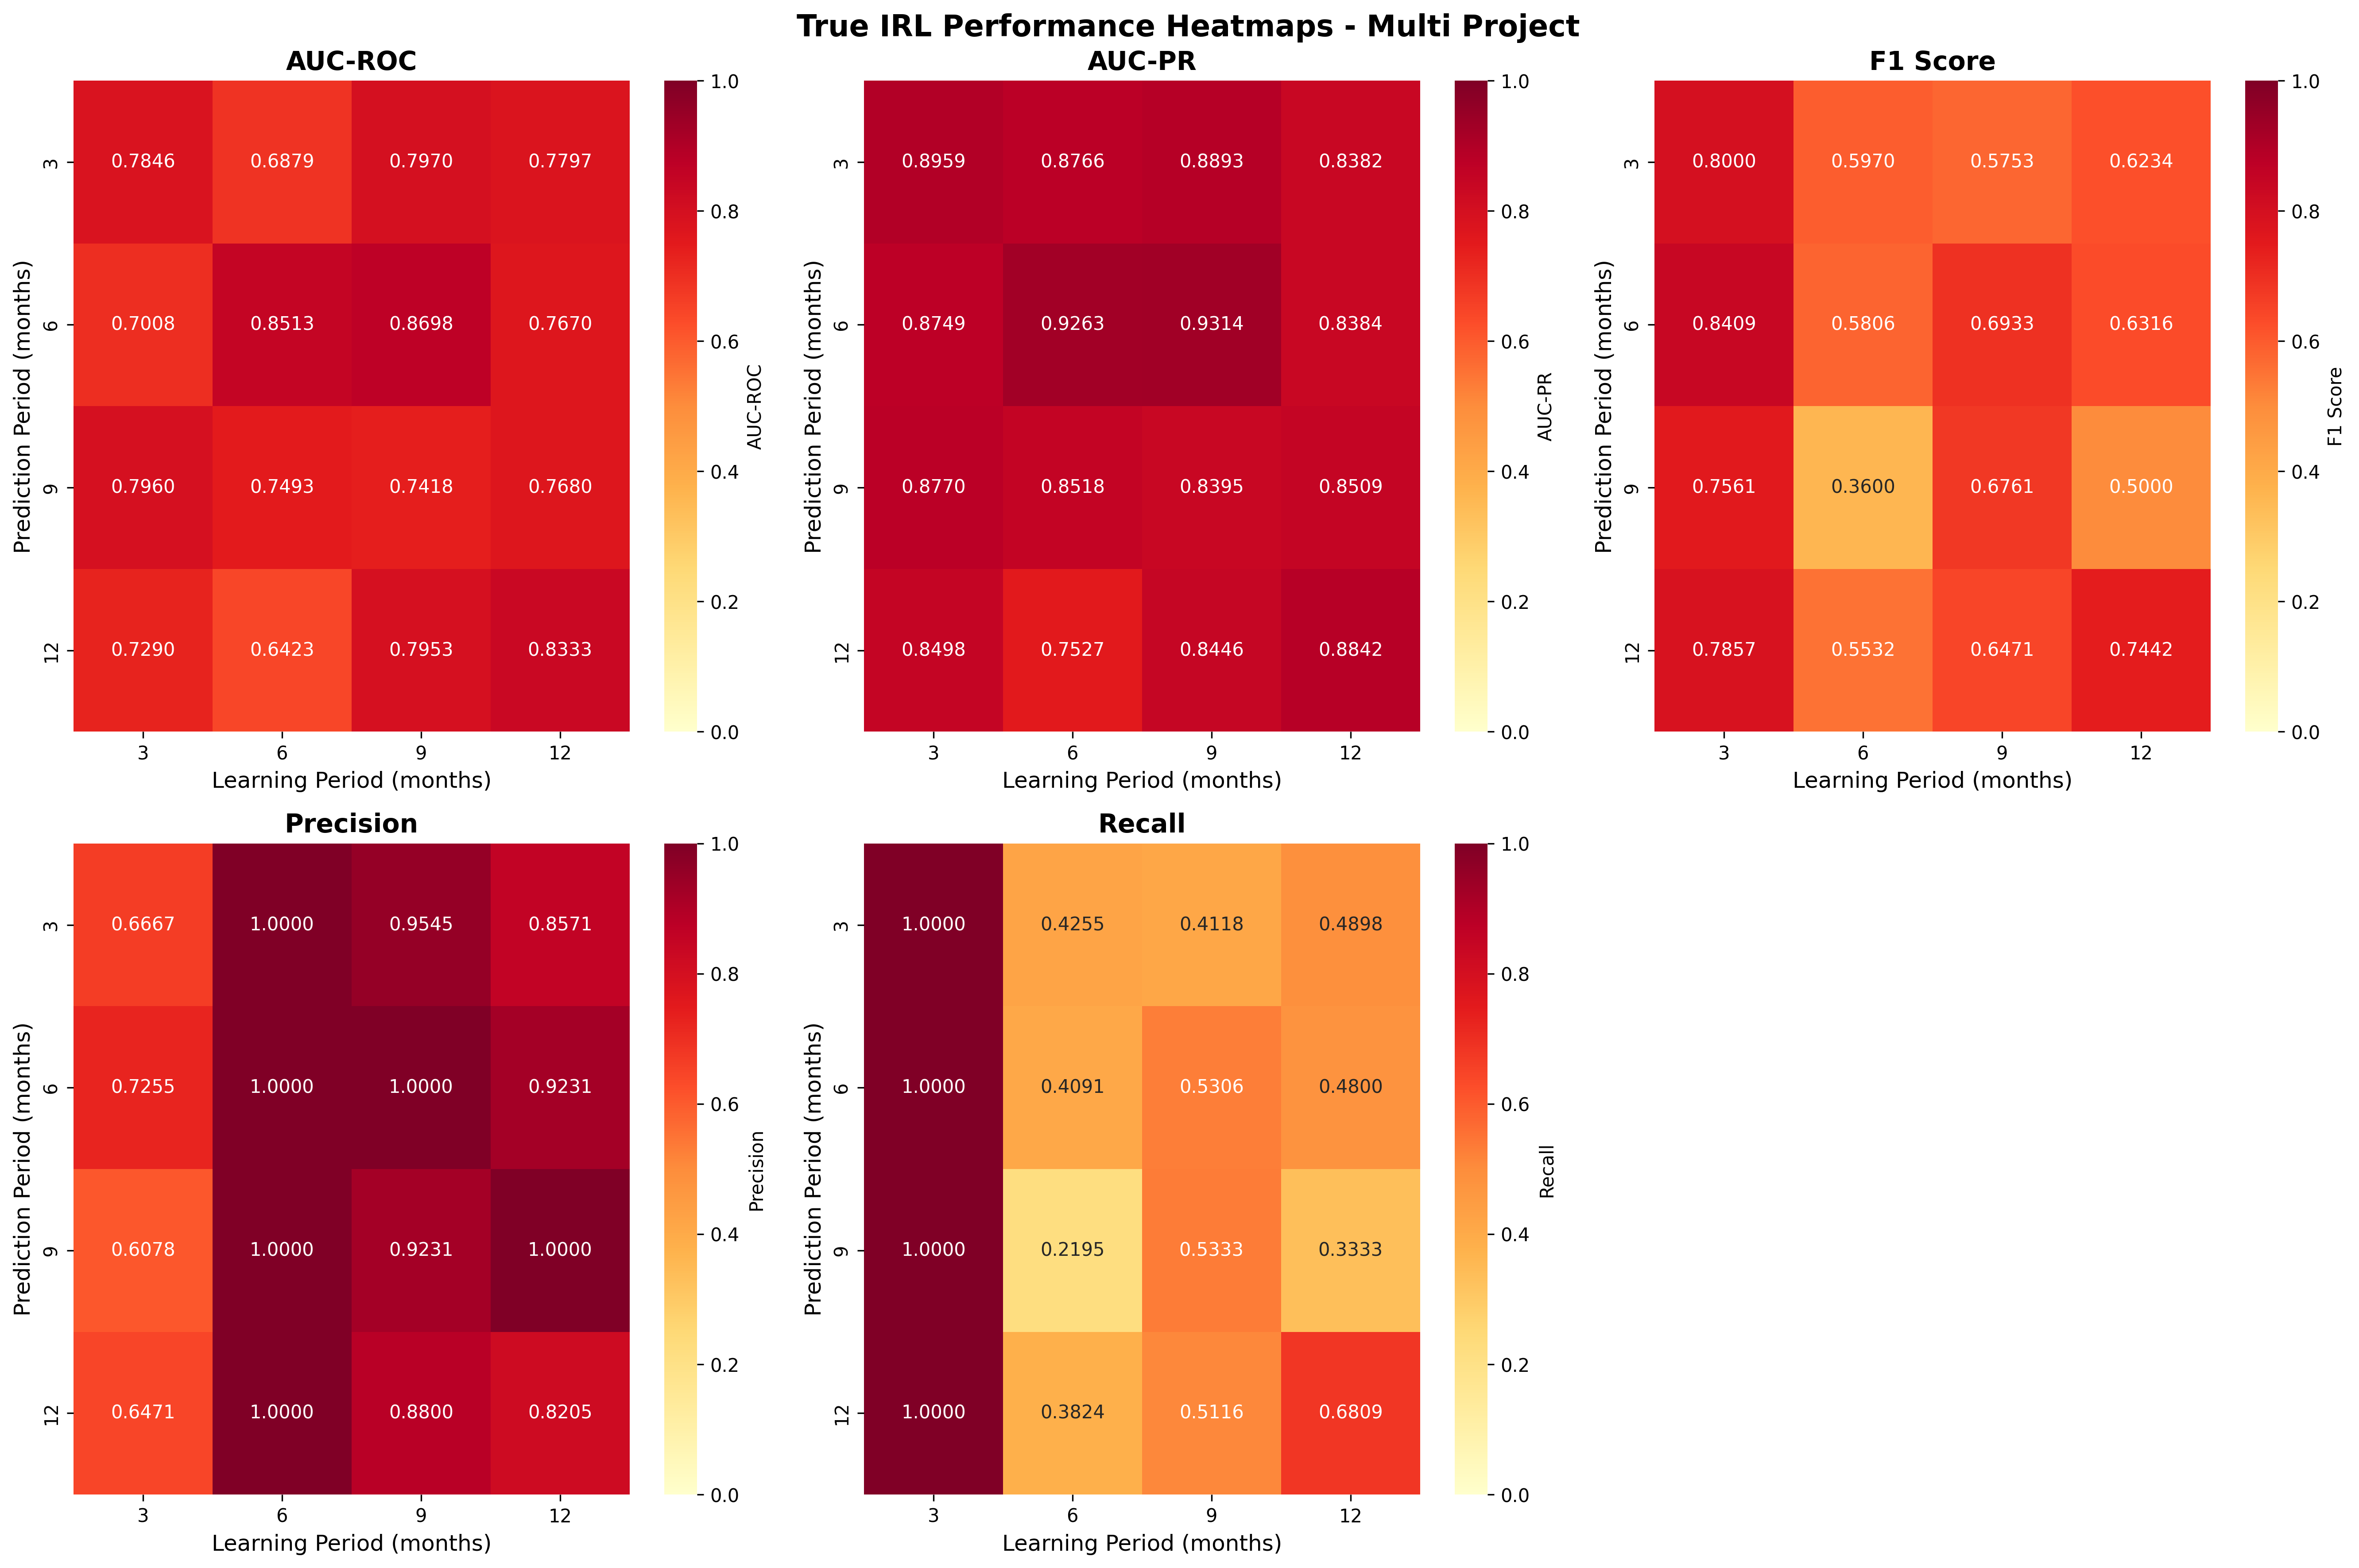 True IRL Performance Heatmaps - Multi Project
AUC-ROC
1.0
0.8
0.6
0.4
0.2
0.0
AUC-ROC
Prediction Period (months)
3 0.7846 0.6879 0.7970 0.7797
6 0.7008 0.8513 0.8698 0.7670
9 0.7960 0.7493 0.7418 0.7680
12 0.7290 0.6423 0.7953 0.8333
3 6 9 12
Learning Period (months)
AUC-PR
1.0
0.8
0.6
0.4
0.2
0.0
AUC-PR
Prediction Period (months)
3 0.8959 0.8766 0.8893 0.8382
6 0.8749 0.9263 0.9314 0.8384
9 0.8770 0.8518 0.8395 0.8509
12 0.8498 0.7527 0.8446 0.8842
3 6 9 12
Learning Period (months)
F1 Score
1.0
0.8
0.6
0.4
0.2
0.0
F1 Score
Prediction Period (months)
3 0.8000 0.5970 0.5753 0.6234
6 0.8409 0.5806 0.6933 0.6316
9 0.7561 0.3600 0.6761 0.5000
12 0.7857 0.5532 0.6471 0.7442
3 6 9 12
Learning Period (months)
Precision
1.0
0.8
0.6
0.4
0.2
0.0
Precision
Prediction Period (months)
3 0.6667 1.0000 0.9545 0.8571
6 0.7255 1.0000 1.0000 0.9231
9 0.6078 1.0000 0.9231 1.0000
12 0.6471 1.0000 0.8800 0.8205
3 6 9 12
Learning Period (months)
Recall
1.0
0.8
0.6
0.4
0.2
0.0
Recall
Prediction Period (months)
3 1.0000 0.4255 0.4118 0.4898
6 1.0000 0.4091 0.5306 0.4800
9 1.0000 0.2195 0.5333 0.3333
12 1.0000 0.3824 0.5116 0.6809
3 6 9 12
Learning Period (months)